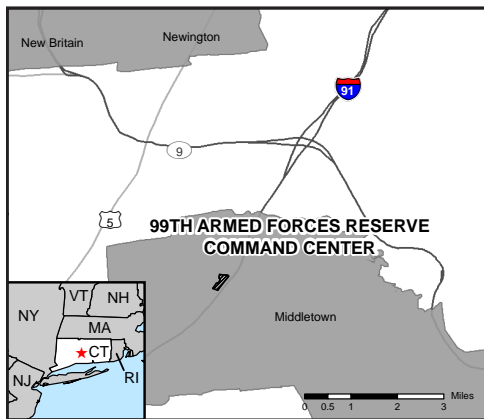 New Britain
Newington
91
9
5
99TH ARMED FORCES RESERVE
COMMAND CENTER
Middletown
VT
NH
NY
MA
CT
RI
NJ
0 0.5 1 2 3
Miles